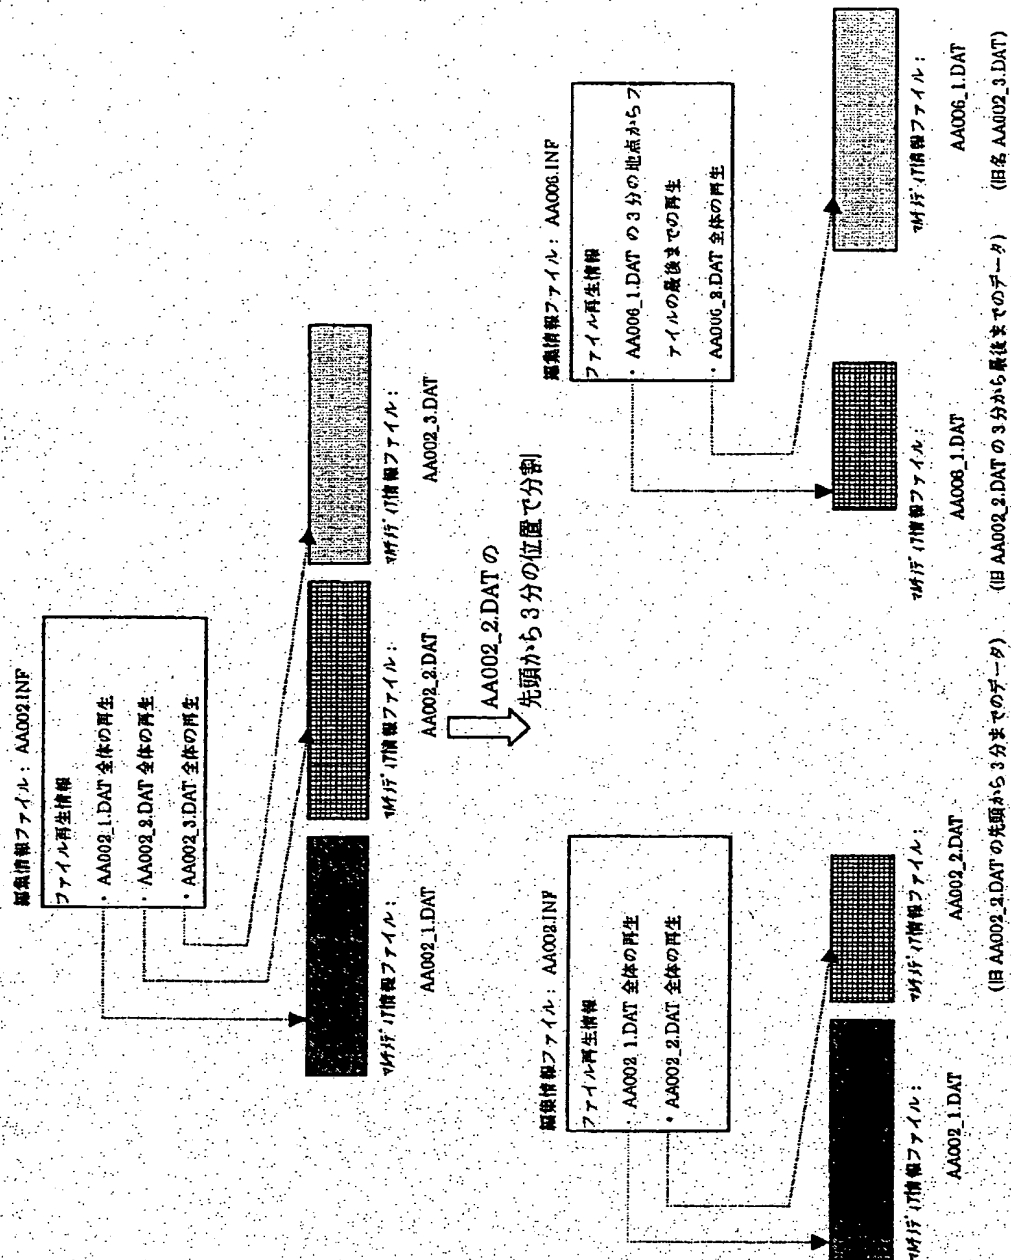 編集情報ファイル: AA002.INF
ファイル再生情報
・AA002_1.DAT 全体の再生
・AA002_2.DAT 全体の再生
・AA002_3.DAT 全体の再生
マルチメディア情報ファイル:
AA002_1.DAT
マルチメディア情報ファイル:
AA002_2.DAT
マルチメディア情報ファイル:
AA002_3.DAT
AA002_2.DAT の
先頭から3分の位置で分割
編集情報ファイル: AA002.INF
ファイル再生情報
・AA002_1.DAT 全体の再生
・AA002_2.DAT 全体の再生
マルチメディア情報ファイル:
AA002_1.DAT
マルチメディア情報ファイル:
AA002_2.DAT
(旧 AA002_2.DAT の先頭から3分までのデータ)
編集情報ファイル: AA006.INF
ファイル再生情報
・AA006_1.DAT の3分の地点からフ
ァイルの最後までの再生
・AA006_2.DAT 全体の再生
マルチメディア情報ファイル:
AA006_1.DAT
(旧 AA002_2.DAT の3分から最後までのデータ)
マルチメディア情報ファイル:
AA006_1.DAT
(旧名 AA002_3.DAT)